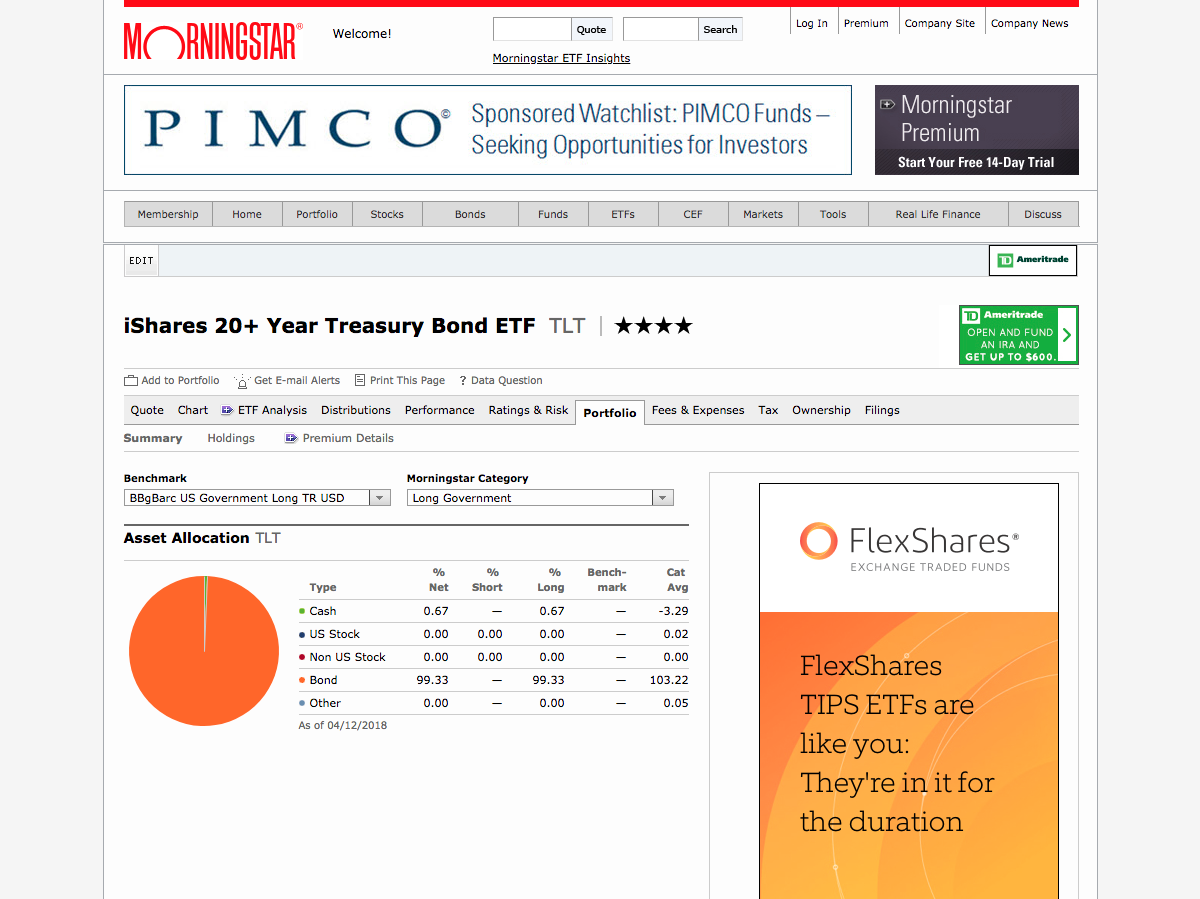 MORNINGSTAR®
Welcome!
Quote
Search
Log In
Premium
Company Site
Company News
Morningstar ETF Insights
PIMCO©
Sponsored Watchlist: PIMCO Funds –
Seeking Opportunities for Investors
Morningstar
Premium
Start Your Free 14-Day Trial
Membership Home Portfolio Stocks Bonds Funds ETFs CEF Markets Tools Real Life Finance Discuss
EDIT
TD Ameritrade
iShares 20+ Year Treasury Bond ETF TLT | ★★★★
TD Ameritrade
OPEN AND FUND
AN IRA AND
GET UP TO $600.
Add to Portfolio Get E-mail Alerts Print This Page ? Data Question
Quote Chart ETF Analysis Distributions Performance Ratings & Risk Portfolio Fees & Expenses Tax Ownership Filings
Summary Holdings Premium Details
Benchmark
BBgBarc US Government Long TR USD
Morningstar Category
Long Government
Asset Allocation TLT
Type % Net % Short % Long Bench-mark Cat Avg
Cash 0.67 — 0.67 — -3.29
US Stock 0.00 0.00 0.00 — 0.02
Non US Stock 0.00 0.00 0.00 — 0.00
Bond 99.33 — 99.33 — 103.22
Other 0.00 — 0.00 — 0.05
As of 04/12/2018
FlexShares®
EXCHANGE TRADED FUNDS
FlexShares
TIPS ETFs are
like you:
They're in it for
the duration